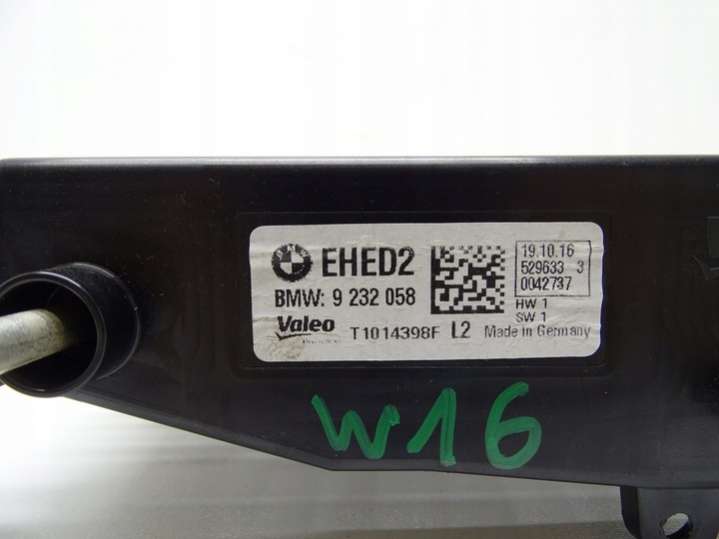 BMW
EHED2
BMW: 9 232 058
Valeo
T1014398F L2 Made in Germany
19.10.16
529633 3
0042737
HW 1
SW 1
W16